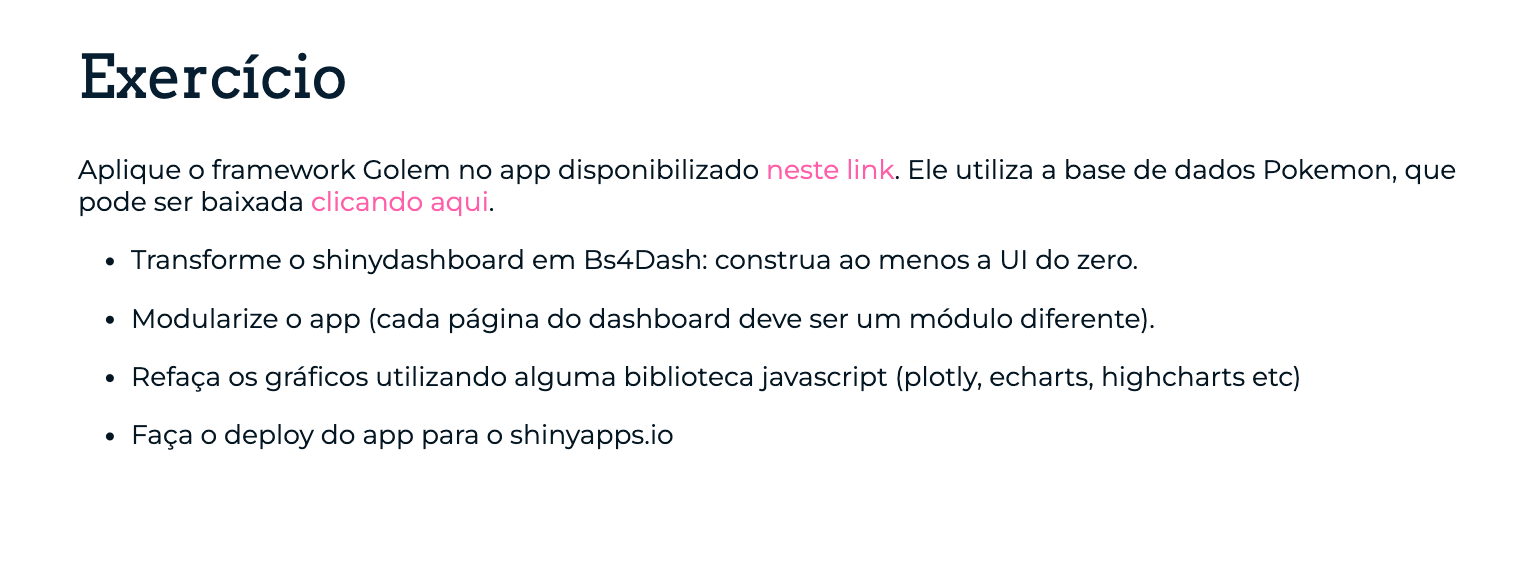 Exercício
Aplique o framework Golem no app disponibilizado neste link. Ele utiliza a base de dados Pokemon, que
pode ser baixada clicando aqui.
• Transforme o shinydashboard em Bs4Dash: construa ao menos a UI do zero.
• Modularize o app (cada página do dashboard deve ser um módulo diferente).
• Refaça os gráficos utilizando alguma biblioteca javascript (plotly, echarts, highcharts etc)
• Faça o deploy do app para o shinyapps.io